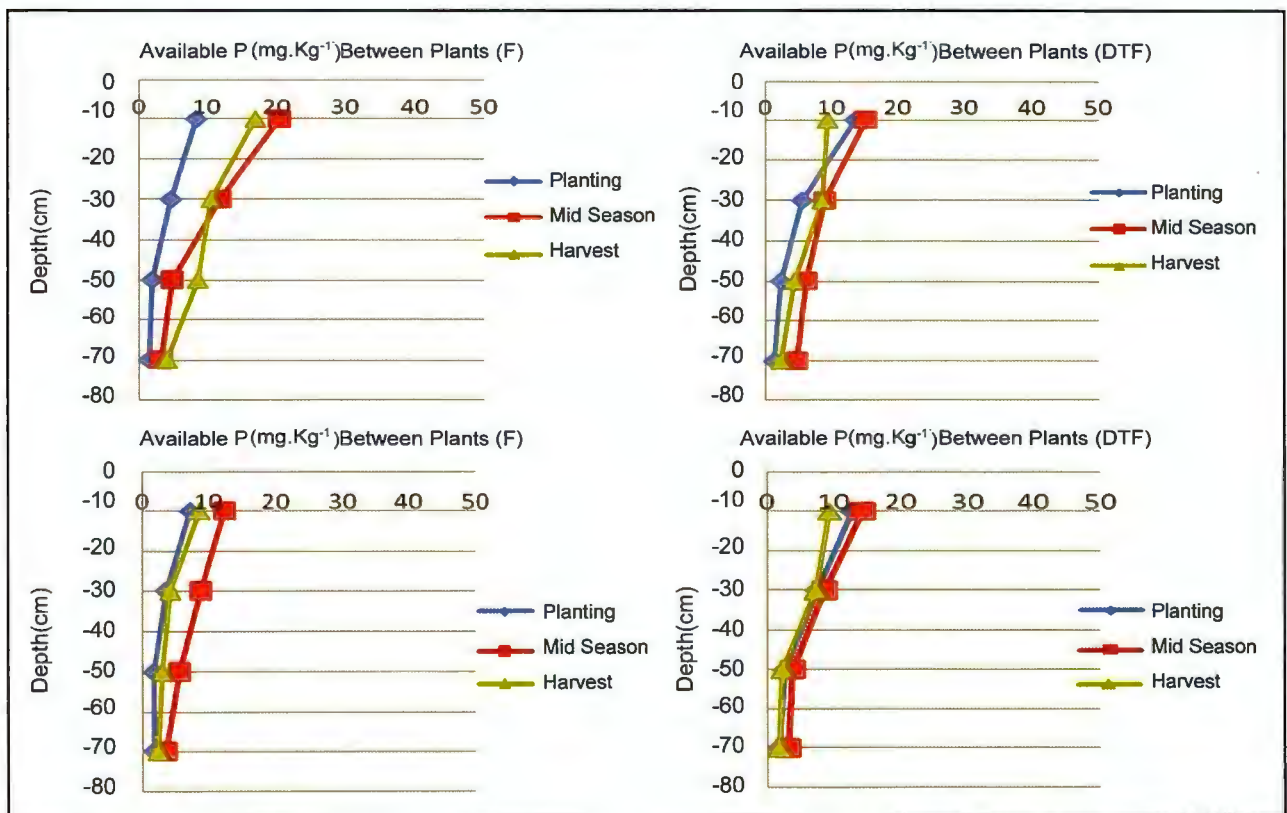 Available P(mg.Kg⁻¹)Between Plants (F)
0
0 10 20 30 40 50
-10
-20
-30
-40
-50
-60
-70
-80
Depth(cm)
Planting
Mid Season
Harvest
Available P(mg.Kg⁻¹)Between Plants (DTF)
0
0 10 20 30 40 50
-10
-20
-30
-40
-50
-60
-70
-80
Depth(cm)
Planting
Mid Season
Harvest
Available P(mg.Kg⁻¹)Between Plants (F)
0
0 10 20 30 40 50
-10
-20
-30
-40
-50
-60
-70
-80
Depth(cm)
Planting
Mid Season
Harvest
Available P(mg.Kg⁻¹)Between Plants (DTF)
0
0 10 20 30 40 50
-10
-20
-30
-40
-50
-60
-70
-80
Depth(cm)
Planting
Mid Season
Harvest